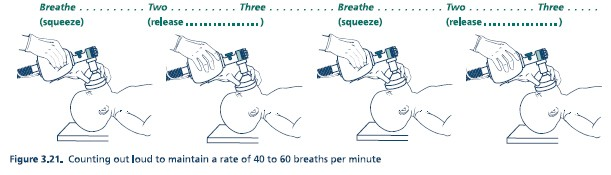 Breathe . . . . . . . . . . Two . . . . . . . . . . . Three . . . . . . . . . . Breathe . . . . . . . . . . Two . . . . . . . . . . . Three . . . . . .
(squeeze) (release . . . . . . . . . . . . . . . ) (squeeze) (release . . . . . . . . . . . . . . . )
Figure 3.21. Counting out loud to maintain a rate of 40 to 60 breaths per minute